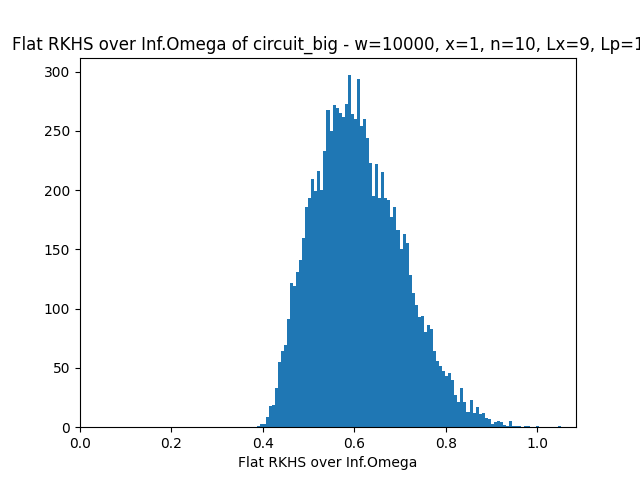 Flat RKHS over Inf.Omega of circuit_big - w=10000, x=1, n=10, Lx=9, Lp=1
300
250
200
150
100
50
0
0.0 0.2 0.4 0.6 0.8 1.0
Flat RKHS over Inf.Omega